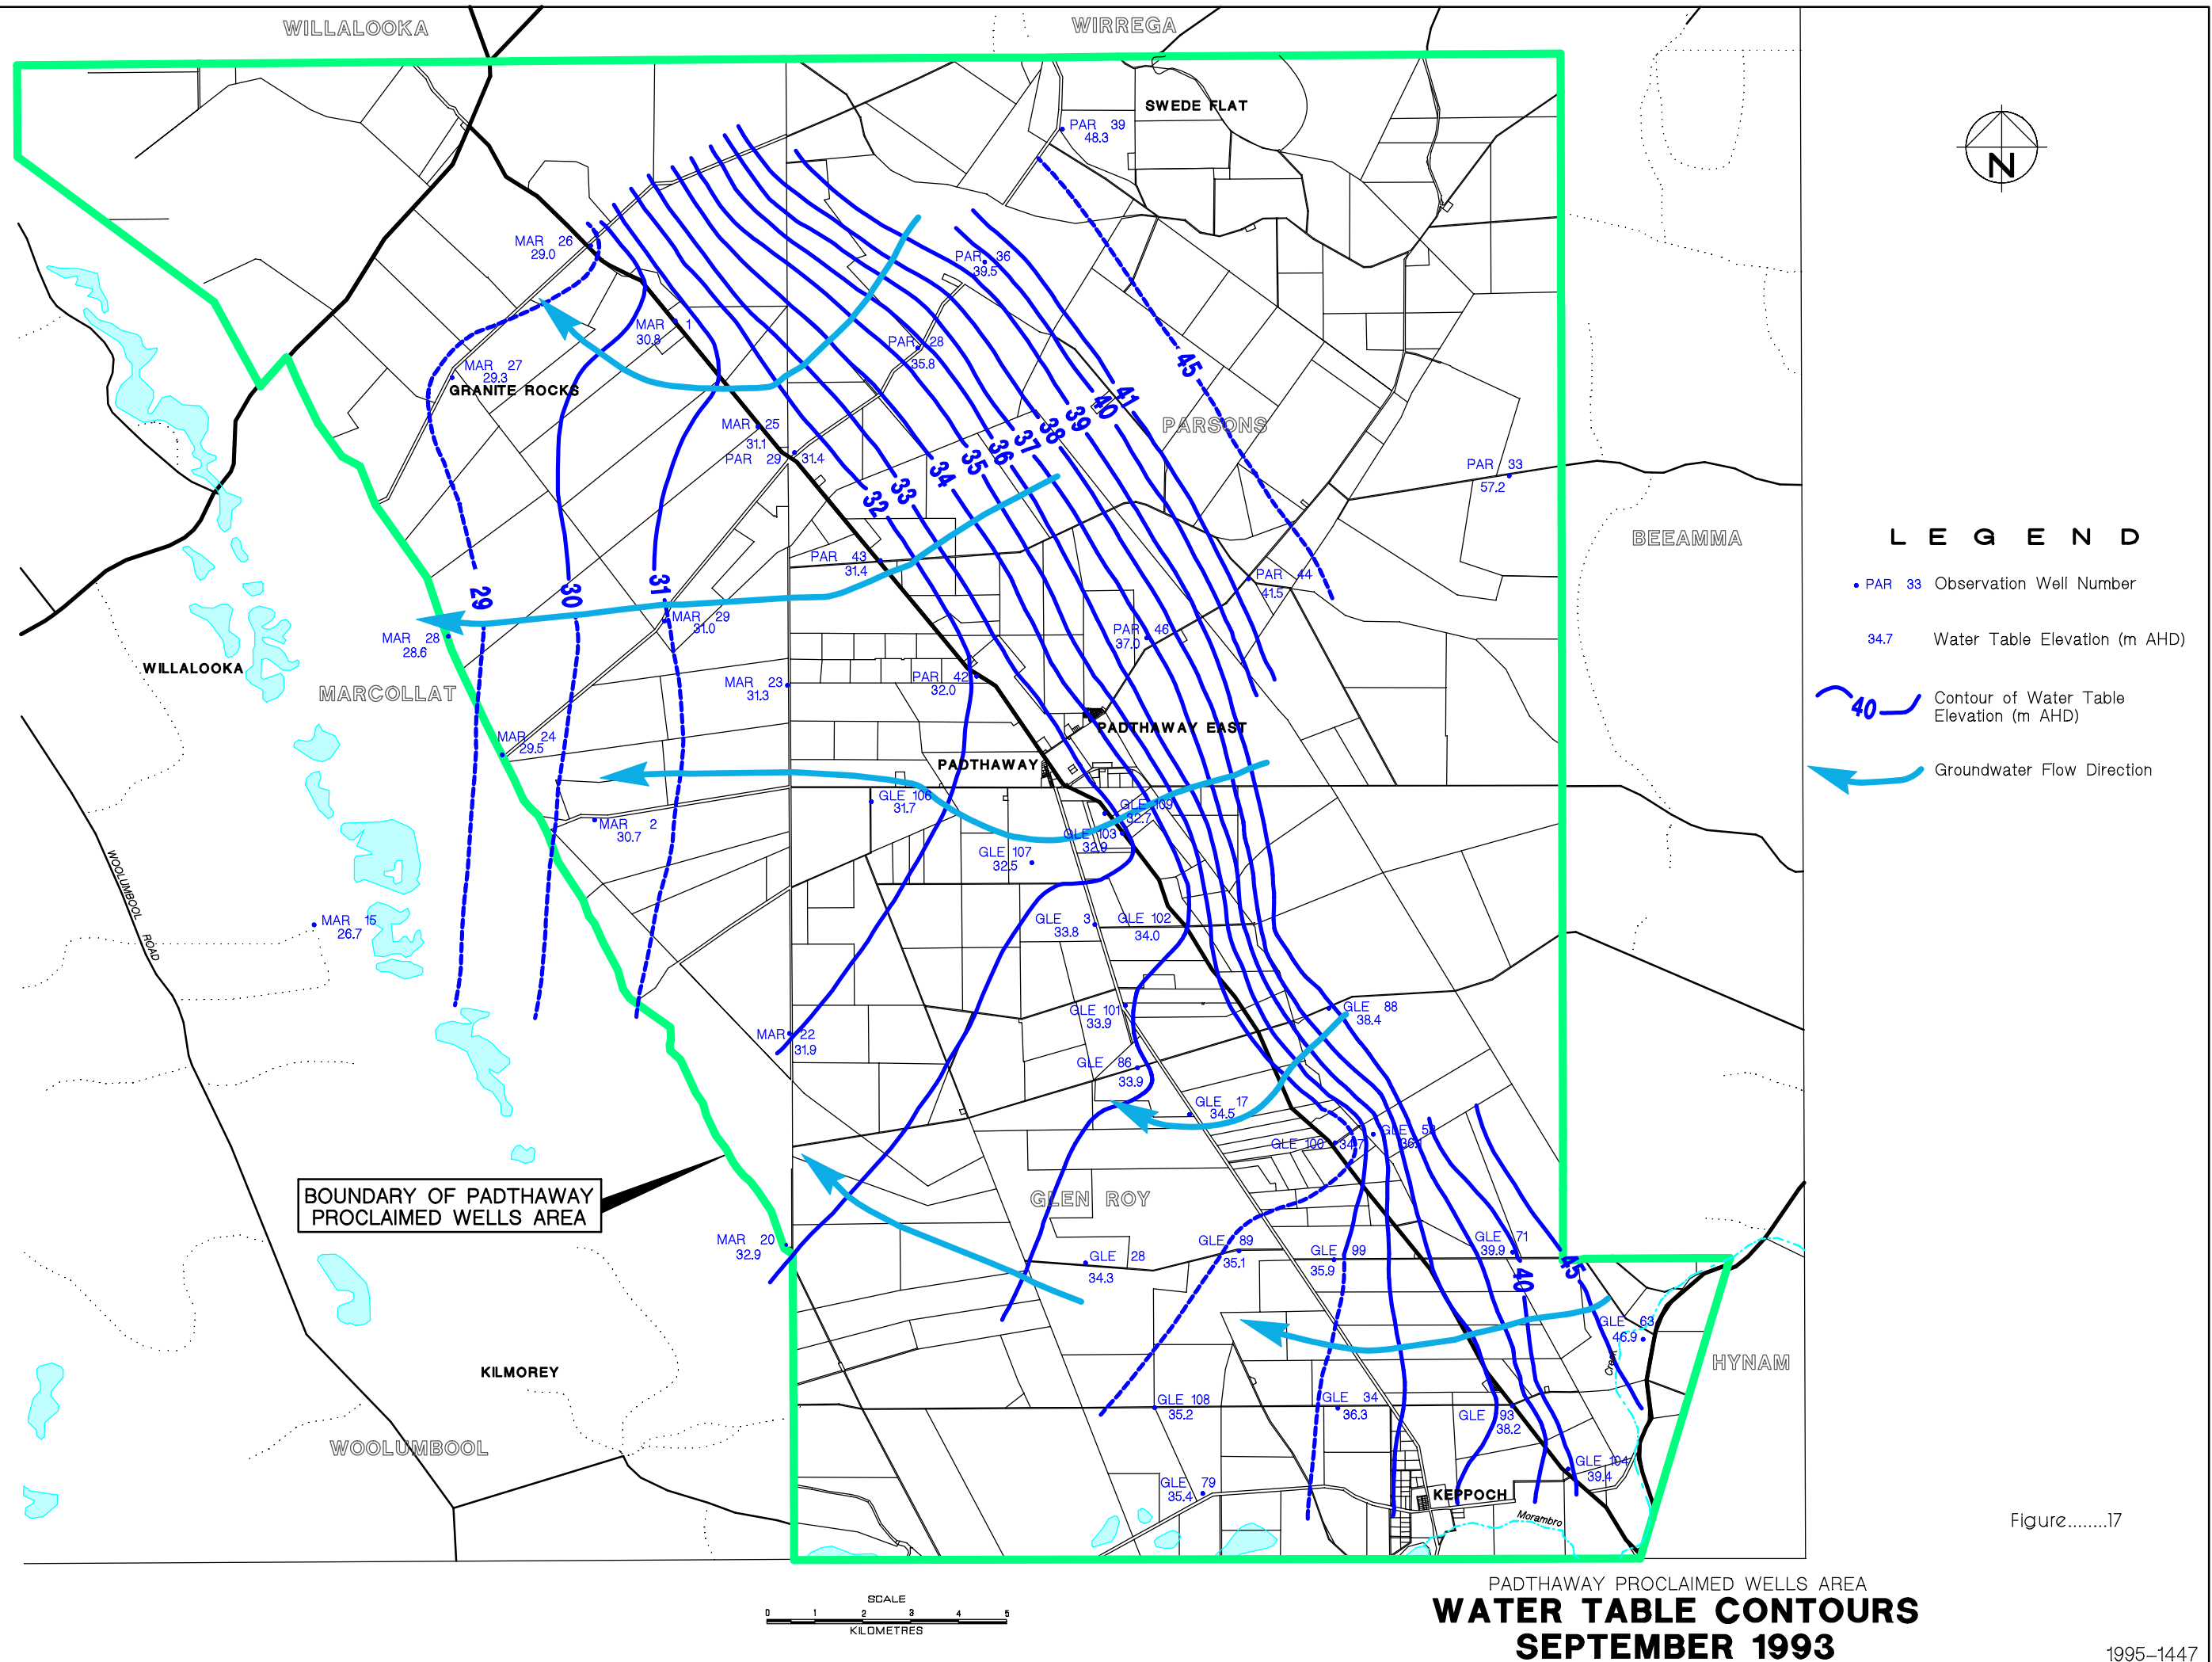 WILLALOOKA
WIRREGA
SWEDE FLAT
PAR 39
48.3
N
MAR 26
29.0
PAR 36
39.5
MAR 1
30.8
PAR 28
35.8
MAR 27
29.3
GRANITE ROCKS
45
41
40
39
38
37
36
35
34
33
32
PARSONS
MAR 25
31.1
PAR 29
31.4
PAR 33
57.2
BEEAMMA
LEGEND
PAR 33 Observation Well Number
34.7 Water Table Elevation (m AHD)
40 Contour of Water Table
Elevation (m AHD)
Groundwater Flow Direction
PAR 43
31.4
PAR 44
41.5
29
30
31
MAR 29
31.0
MAR 28
28.6
PAR 46
37.0
WILLALOOKA
MARCOLLAT
MAR 23
31.3
PAR 42
32.0
MAR 24
29.5
PADTHAWAY EAST
PADTHAWAY
GLE 106
31.7
GLE 109
32.7
MAR 2
30.7
GLE 103
32.9
GLE 107
32.5
WOOLUMBOOL ROAD
MAR 15
26.7
GLE 3
33.8
GLE 102
34.0
GLE 101
33.9
GLE 88
38.4
MAR 22
31.9
GLE 86
33.9
GLE 17
34.5
GLE 100
34.7
GLE 53
36.1
BOUNDARY OF PADTHAWAY
PROCLAIMED WELLS AREA
GLEN ROY
MAR 20
32.9
GLE 28
34.3
GLE 89
35.1
GLE 99
35.9
GLE 71
39.9
40
45
GLE 63
46.9
Creek
HYNAM
KILMOREY
WOOLUMBOOL
GLE 108
35.2
GLE 34
36.3
GLE 93
38.2
GLE 104
39.4
GLE 79
35.4
KEPPOCH
Morambro
Figure........17
SCALE
0 1 2 3 4 5
KILOMETRES
PADTHAWAY PROCLAIMED WELLS AREA
WATER TABLE CONTOURS
SEPTEMBER 1993
1995-1447